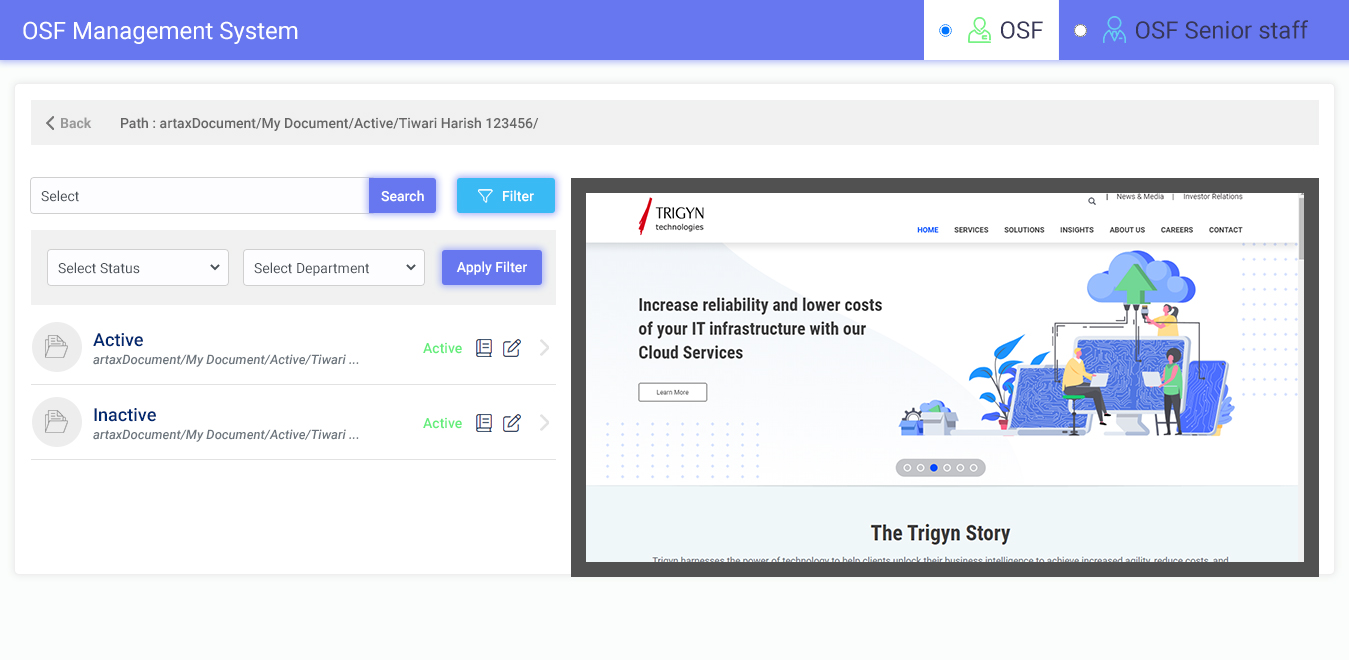 OSF Management System
OSF
OSF Senior staff
Back
Path : artaxDocument/My Document/Active/Tiwari Harish 123456/
Select
Search
Filter
Select Status
Select Department
Apply Filter
Active
artaxDocument/My Document/Active/Tiwari ...
Active
Inactive
artaxDocument/My Document/Active/Tiwari ...
Active
TRIGYN
technologies
| News & Media | Investor Relations
HOME SERVICES SOLUTIONS INSIGHTS ABOUT US CAREERS CONTACT
Increase reliability and lower costs
of your IT infrastructure with our
Cloud Services
Learn More
The Trigyn Story
Trigyn harnesses the power of technology to help clients unlock their business intelligence to achieve increased agility, reduce costs, and